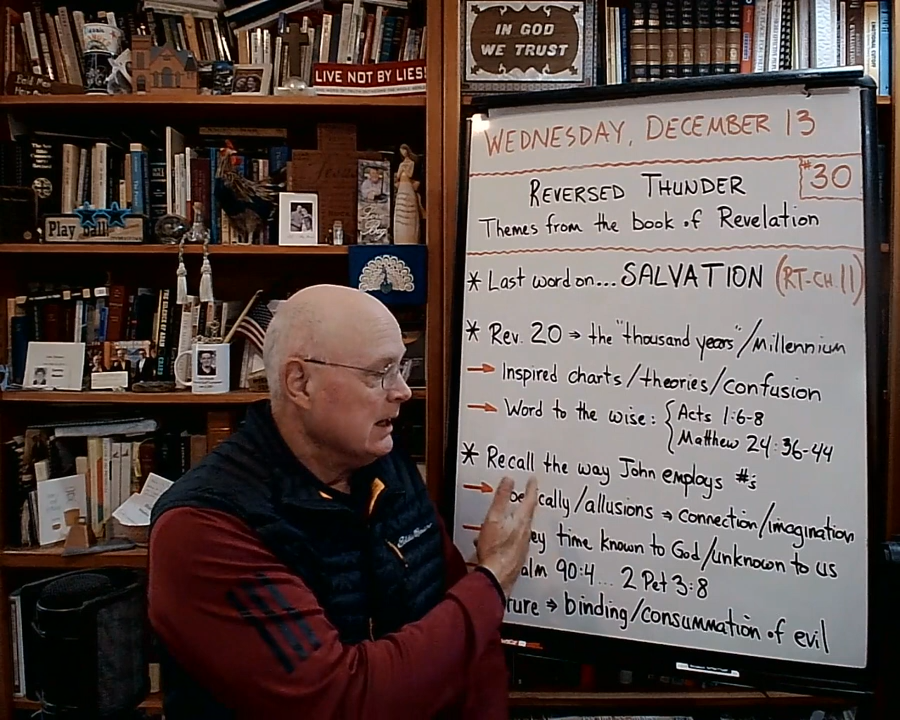 IN GOD
WE TRUST
LIVE NOT BY LIES
Play ball
WEDNESDAY, DECEMBER 13
#30
REVERSED THUNDER
Themes from the book of Revelation
* Last word on... SALVATION (RT-CH.11)
* Rev. 20 → the "thousand years"/Millennium
→ Inspired charts/theories/confusion
→ Word to the wise: { Acts 1:6-8
Matthew 24:36-44
* Recall the way John employs #s
→ /allusions → connection/imagination
time known to God/unknown to us
90:4... 2 Pet 3:8
→ binding/consummation of evil